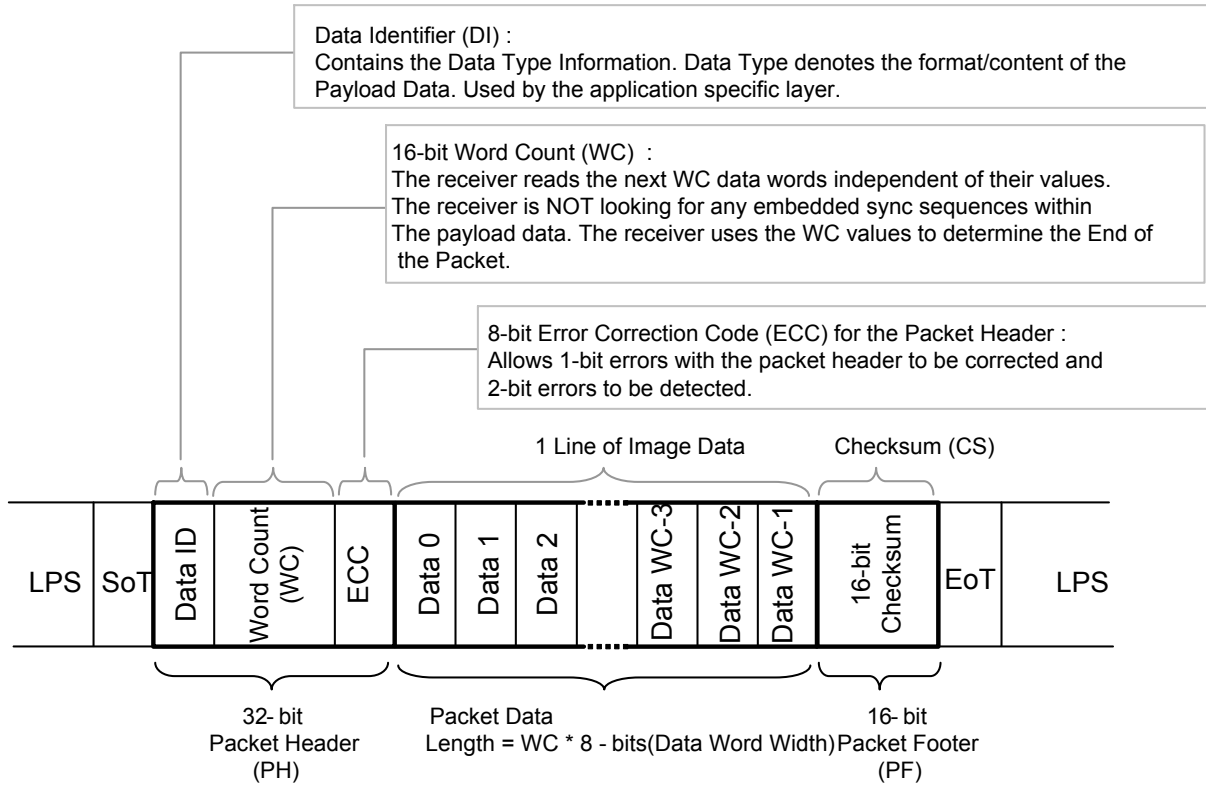 Data Identifier (DI) :
Contains the Data Type Information. Data Type denotes the format/content of the
Payload Data. Used by the application specific layer.
16-bit Word Count (WC) :
The receiver reads the next WC data words independent of their values.
The receiver is NOT looking for any embedded sync sequences within
The payload data. The receiver uses the WC values to determine the End of
the Packet.
8-bit Error Correction Code (ECC) for the Packet Header :
Allows 1-bit errors with the packet header to be corrected and
2-bit errors to be detected.
1 Line of Image Data
Checksum (CS)
LPS
SoT
Data ID
Word Count
(WC)
ECC
Data 0
Data 1
Data 2
Data WC-3
Data WC-2
Data WC-1
16-bit
Checksum
EoT
LPS
32- bit
Packet Header
(PH)
Packet Data
Length = WC * 8 - bits(Data Word Width)
16- bit
Packet Footer
(PF)